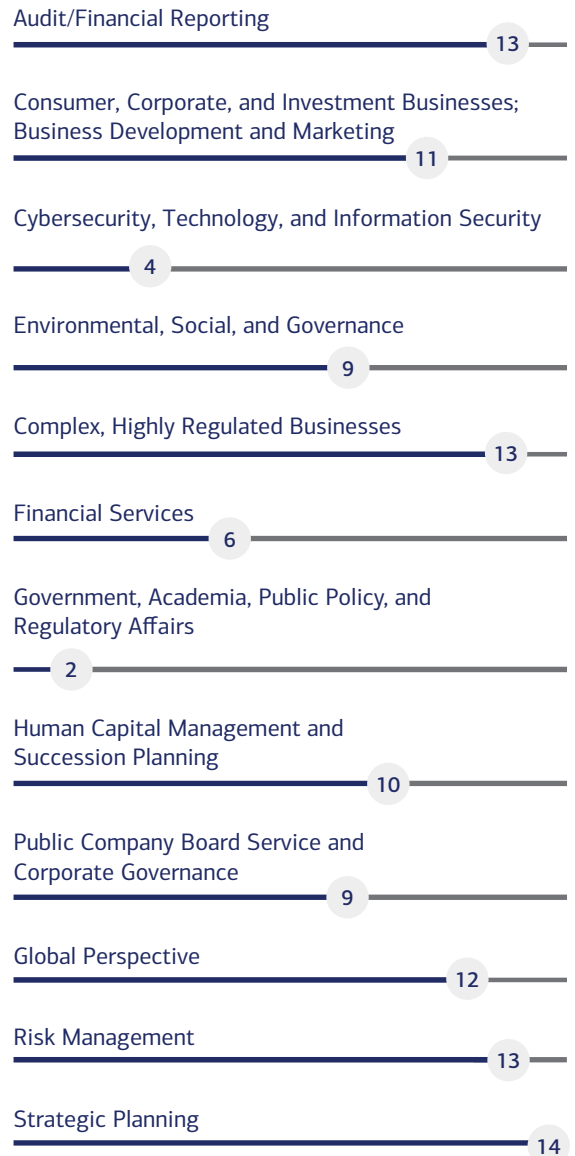 Audit/Financial Reporting
13
Consumer, Corporate, and Investment Businesses;
Business Development and Marketing
11
Cybersecurity, Technology, and Information Security
4
Environmental, Social, and Governance
9
Complex, Highly Regulated Businesses
13
Financial Services
6
Government, Academia, Public Policy, and
Regulatory Affairs
2
Human Capital Management and
Succession Planning
10
Public Company Board Service and
Corporate Governance
9
Global Perspective
12
Risk Management
13
Strategic Planning
14